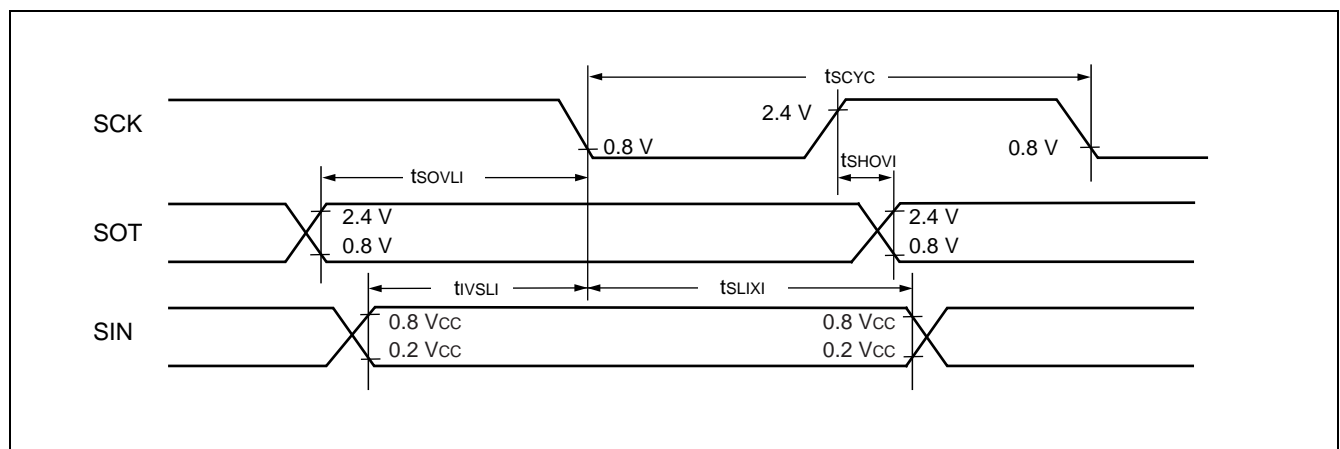 tSCYC
SCK
2.4 V
0.8 V
0.8 V
tSHOVI
tSOVLI
SOT
2.4 V
2.4 V
0.8 V
0.8 V
tIVSLI
tSLIXI
SIN
0.8 VCC
0.8 VCC
0.2 VCC
0.2 VCC